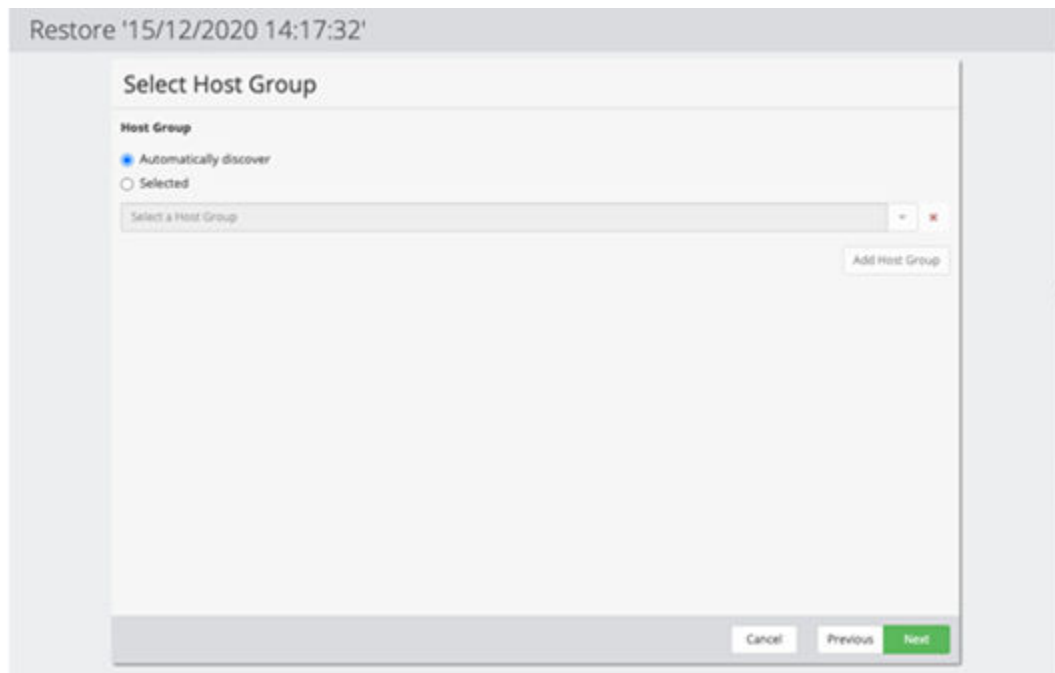 Restore '15/12/2020 14:17:32'
Select Host Group
Host Group
Automatically discover
Selected
Select a Host Group
Add Host Group
Cancel Previous Next